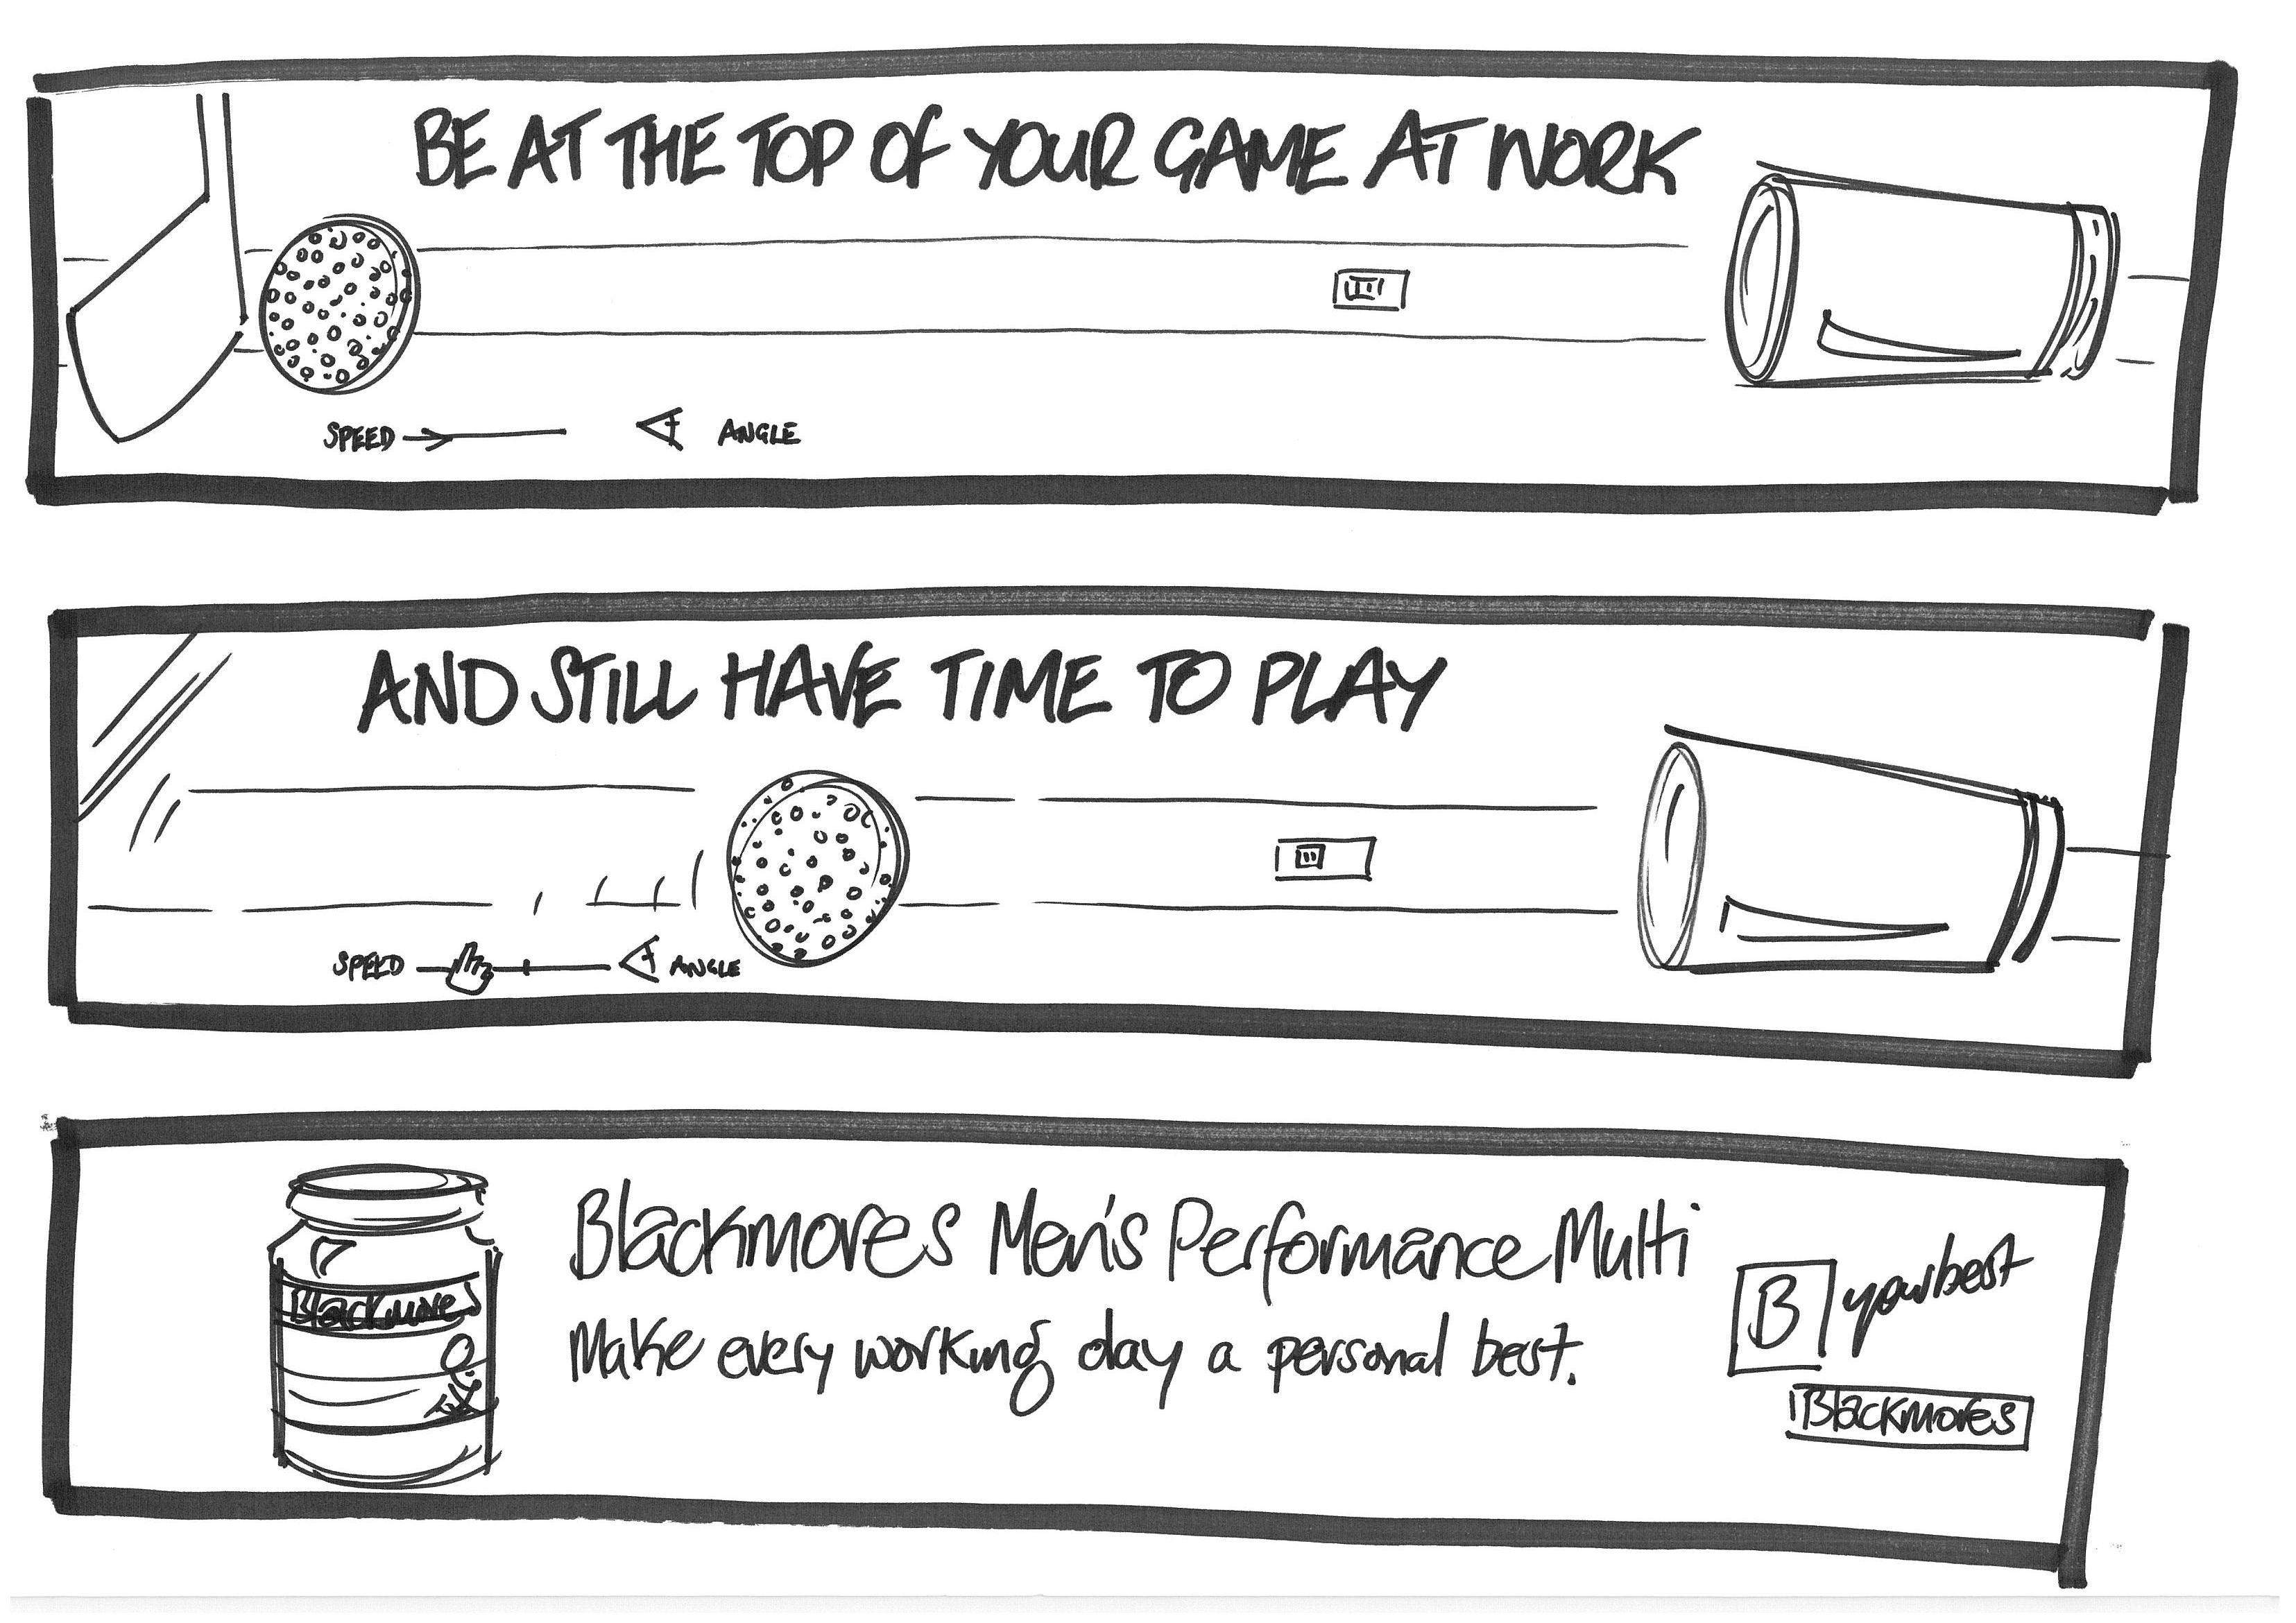 BE AT THE TOP OF YOUR GAME AT WORK
SPEED
ANGLE
AND STILL HAVE TIME TO PLAY
SPEED
ANGLE
Blackmores
Blackmores Men's Performance Multi
Make every working day a personal best.
B your best
Blackmores